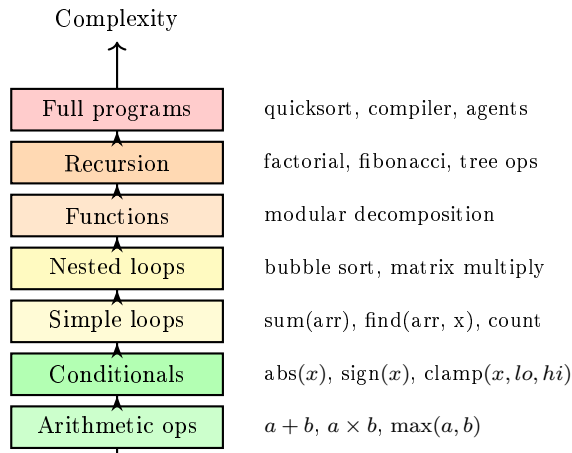 Complexity
Full programs quicksort, compiler, agents
Recursion factorial, fibonacci, tree ops
Functions modular decomposition
Nested loops bubble sort, matrix multiply
Simple loops sum(arr), find(arr, x), count
Conditionals abs(x), sign(x), clamp(x, lo, hi)
Arithmetic ops a + b, a × b, max(a, b)